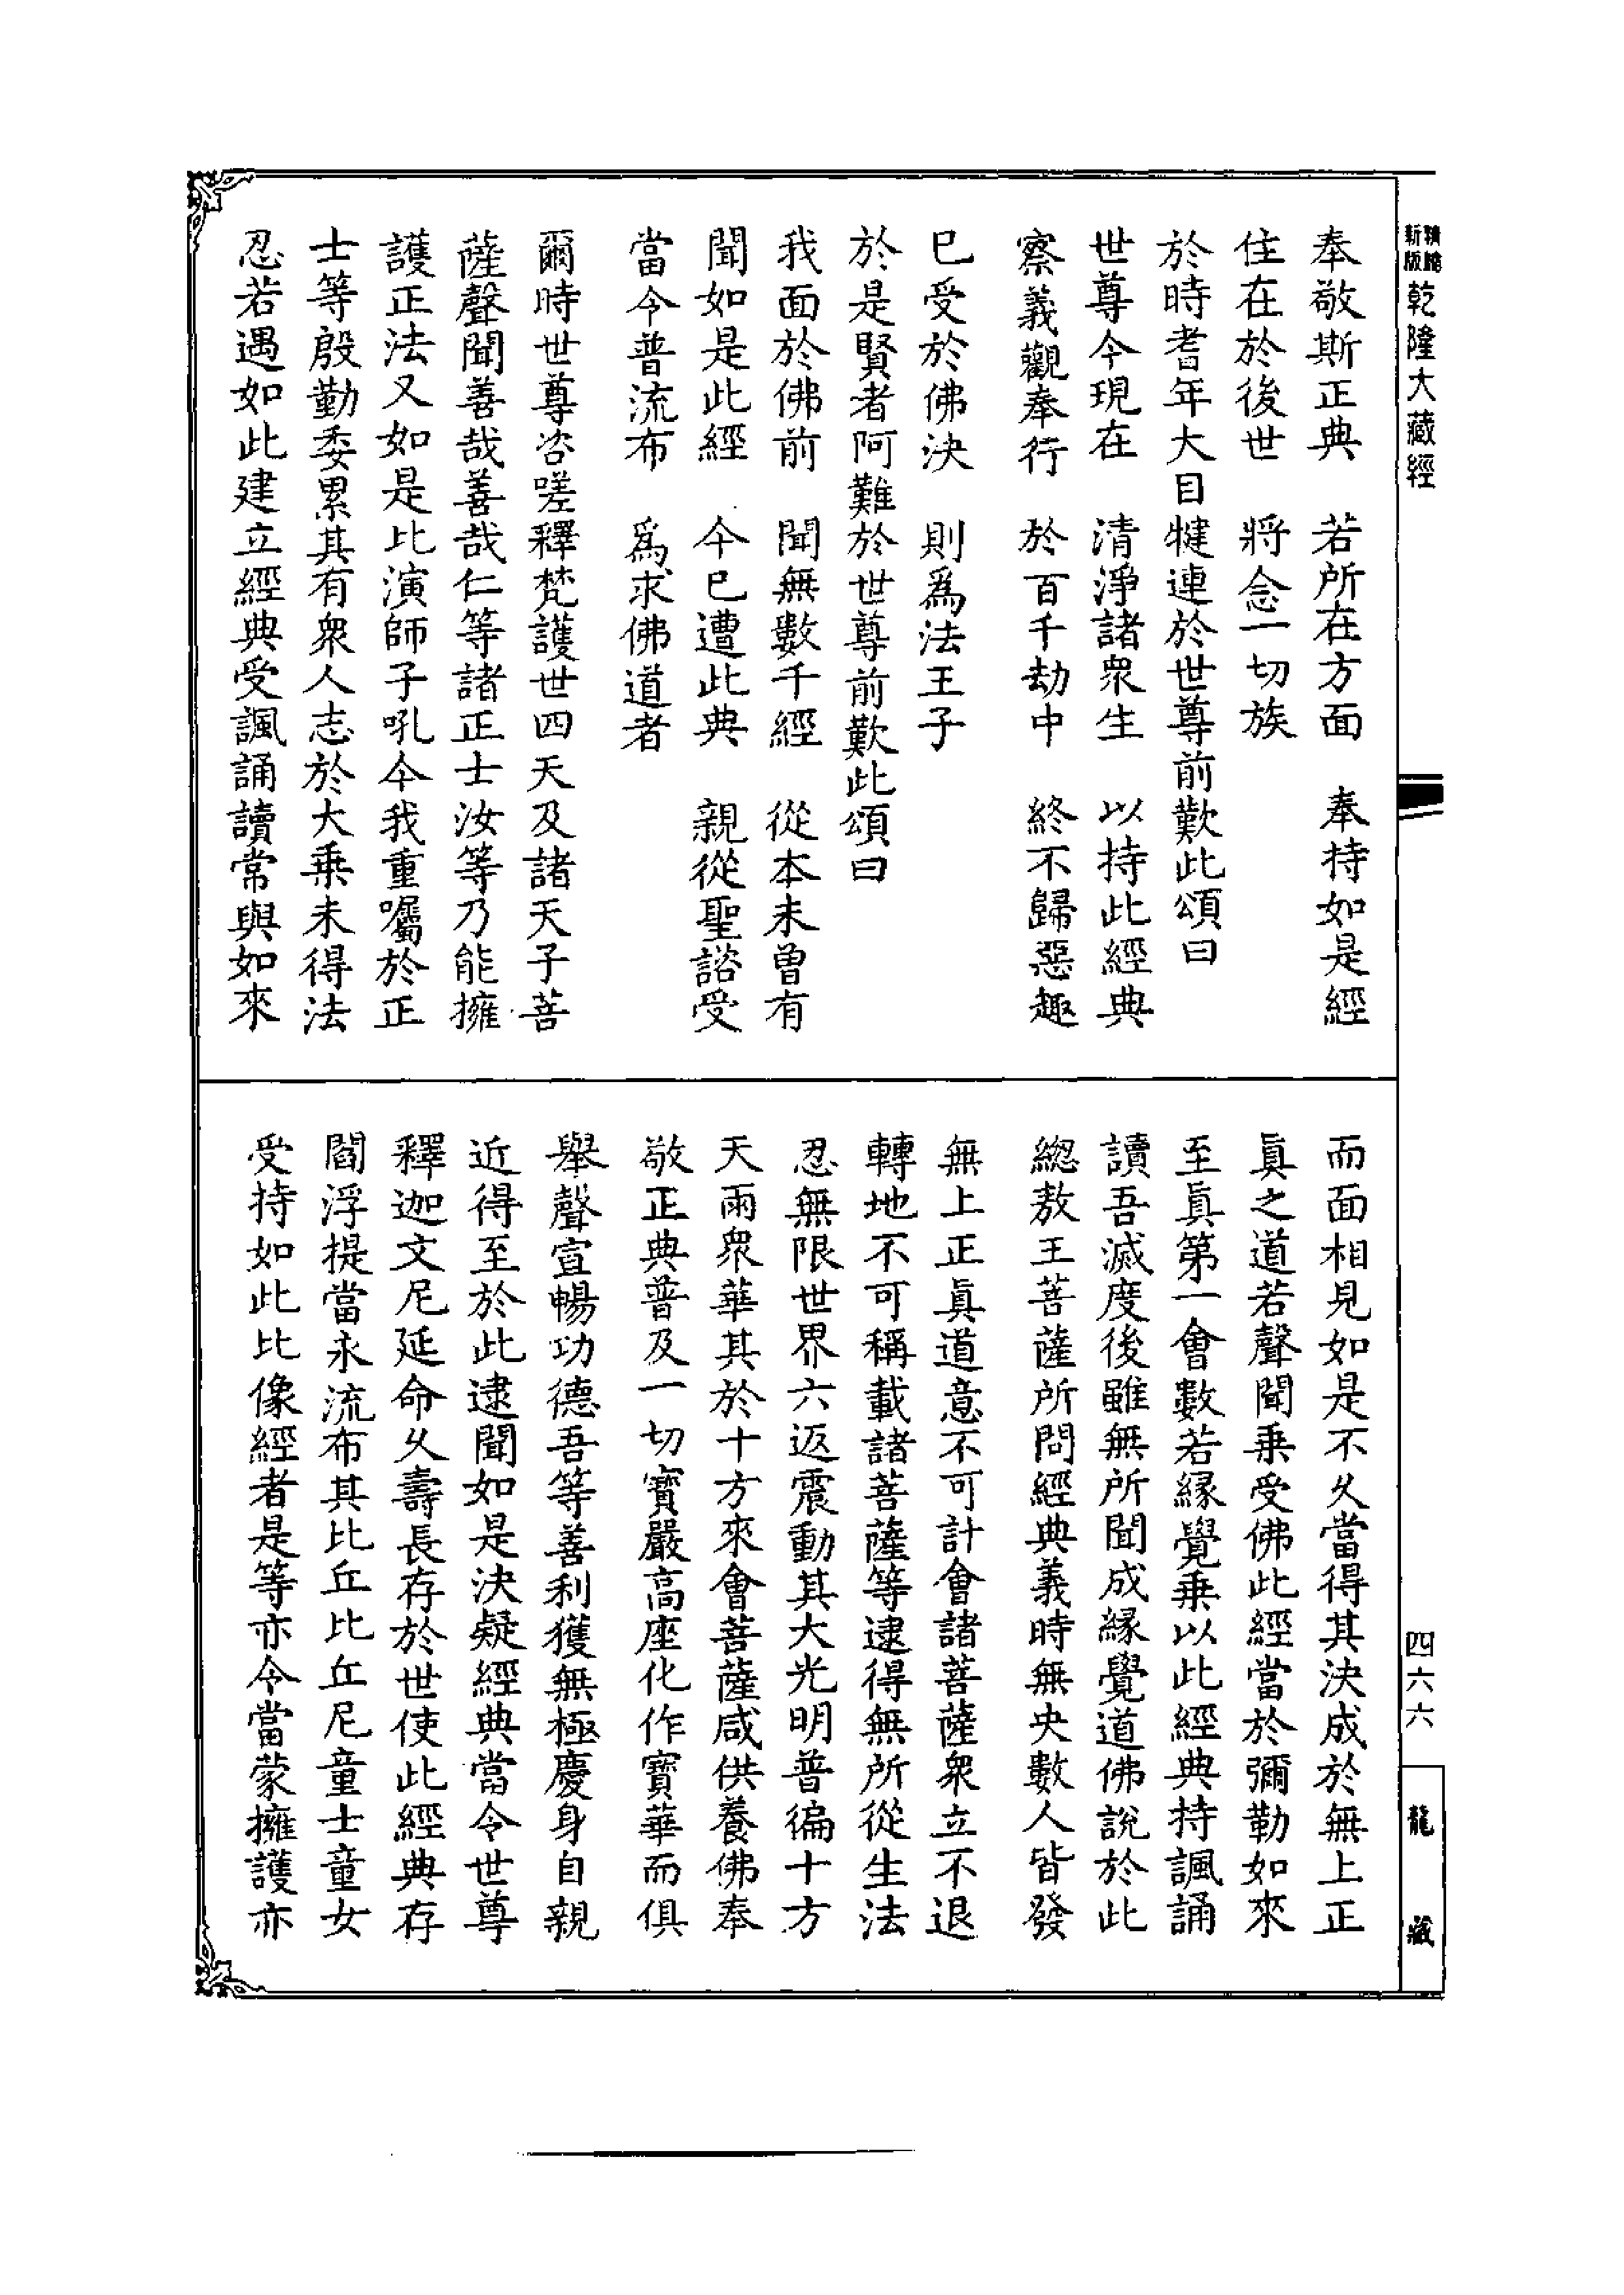 精縮新版乾隆大藏經
奉敬斯正典　若所在方面　奉持如是經
住在於後世　將念一切族
於時耆年大目犍連於世尊前歎此頌曰
世尊今現在　清淨諸衆生　以持此經典
察義觀奉行　於百千劫中　終不歸惡趣
已受於佛決　則爲法王子
於是賢者阿難於世尊前歎此頌曰
我面於佛前　聞無數千經　從本未曾有
聞如是此經　今已遭此典　親從聖諮受
當令普流布　爲求佛道者
爾時世尊咨嗟釋梵護世四天及諸天子菩
薩聲聞善哉善哉仁等諸正士汝等乃能擁
護正法又如是比演師子吼今我重囑於正
士等殷勤委累其有衆人志於大乗未得法
忍若遇如此建立經典受諷誦讀常與如來
而面相見如是不久當得其決成於無上正
眞之道若聲聞乗受佛此經當於彌勒如來
至眞第一會數若縁覺乗以此經典持諷誦
讀吾滅度後雖無所聞成縁覺道佛說於此
總敖王菩薩所問經典義時無央數人皆發
無上正眞道意不可計會諸菩薩衆立不退
轉地不可稱載諸菩薩等逮得無所從生法
忍無限世界六返震動其大光明普徧十方
天雨衆華其於十方來會菩薩咸供養佛奉
敬正典普及一切寳嚴高座化作寳華而俱
舉聲宣暢功德吾等善利獲無極慶身自親
近得至於此逮聞如是決疑經典當令世尊
釋迦文尼延命久壽長存於世使此經典存
閻浮提當永流布其比丘比丘尼童士童女
受持如此比像經者是等亦令當蒙擁護亦
四六六
龍藏